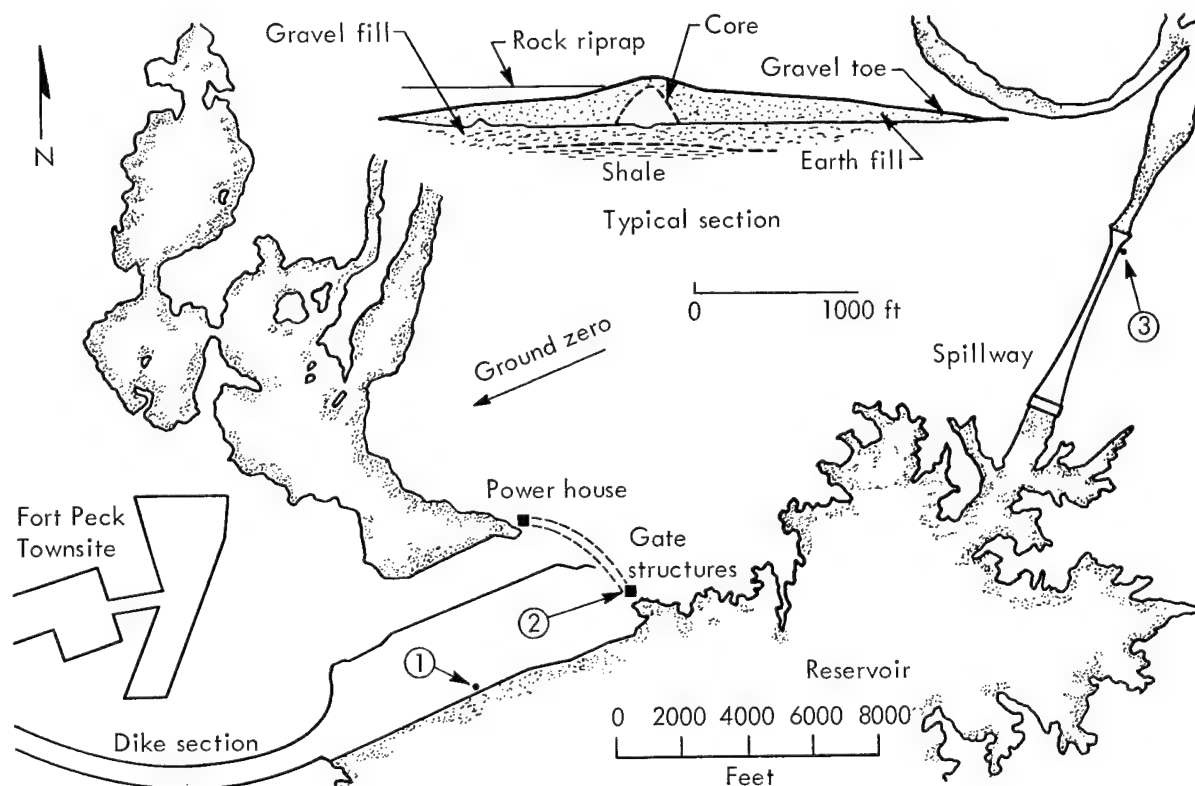 Gravel fill
Rock riprap
Core
Gravel toe
N
Shale
Earth fill
Typical section
0 1000 ft
3
Ground zero
Spillway
Power house
Fort Peck
Townsite
Gate
structures
2
1
Reservoir
0 2000 4000 6000 8000
Dike section
Feet